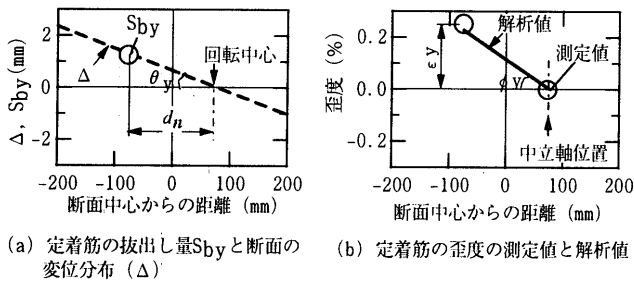 Δ, Sby(mm)
2
0
-2
Sby
回転中心
Δ
θy
dn
-200 -100 0 100 200
断面中心からの距離 (mm)
(a) 定着筋の抜出し量Sbyと断面の
変位分布 (Δ)
歪度 (%)
0.2
0.0
-0.2
解析値
測定値
εy
φy
中立軸位置
-200 -100 0 100 200
断面中心からの距離 (mm)
(b) 定着筋の歪度の測定値と解析値